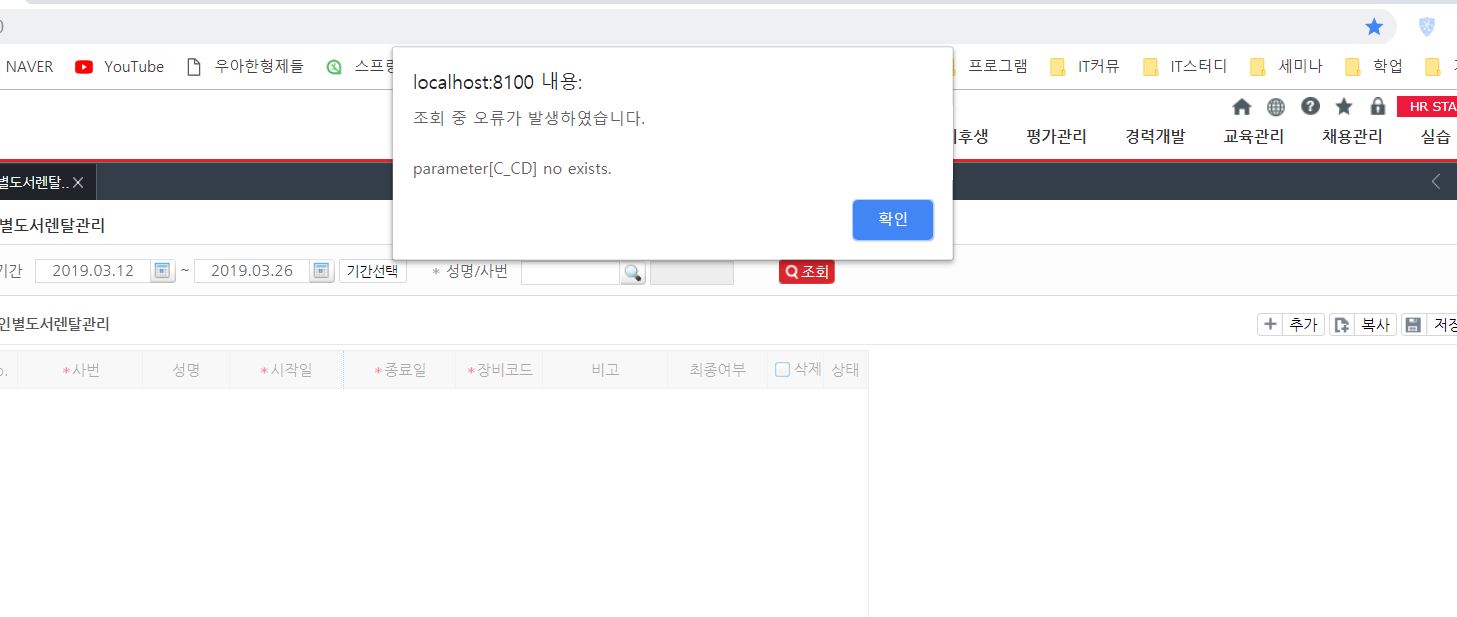 NAVER YouTube 우아한형제들 스프링 프로그램 IT커뮤 IT스터디 세미나 학업
localhost:8100 내용:
조회 중 오류가 발생하였습니다.
parameter[C_CD] no exists.
확인
HR STA
후생 평가관리 경력개발 교육관리 채용관리 실습
별도서렌탈..
별도서렌탈관리
기간 2019.03.12 ~ 2019.03.26 기간선택 * 성명/사번 조회
인별도서렌탈관리 추가 복사 저장
o. *사번 성명 *시작일 *종료일 *장비코드 비고 최종여부 삭제 상태